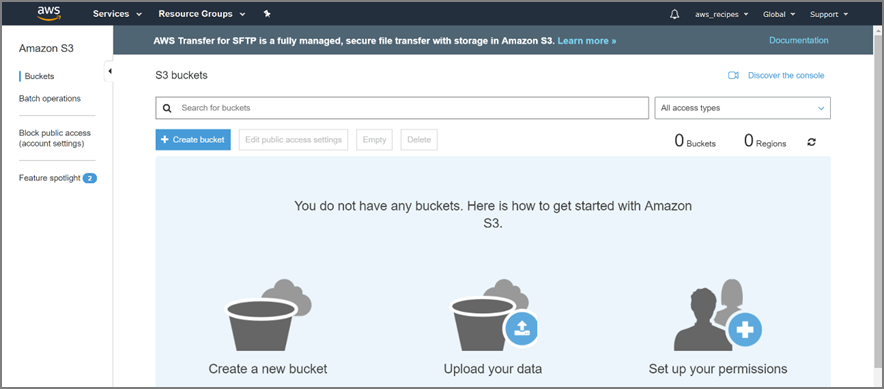 aws Services Resource Groups aws_recipes Global Support
Amazon S3
AWS Transfer for SFTP is a fully managed, secure file transfer with storage in Amazon S3. Learn more » Documentation
Buckets
Batch operations
Block public access
(account settings)
Feature spotlight 2
S3 buckets Discover the console
Search for buckets All access types
+ Create bucket Edit public access settings Empty Delete 0 Buckets 0 Regions
You do not have any buckets. Here is how to get started with Amazon
S3.
Create a new bucket Upload your data Set up your permissions